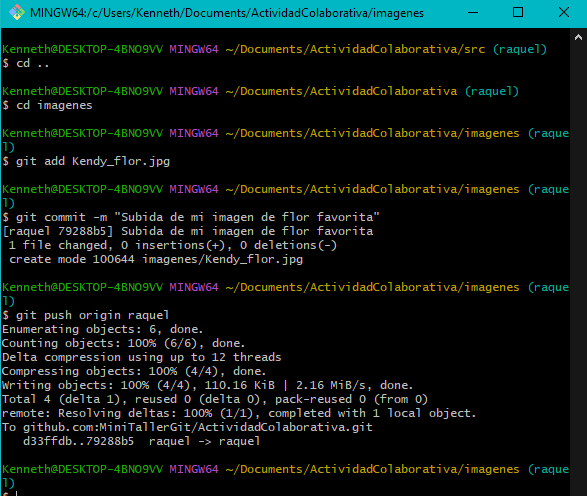 MINGW64:/c/Users/Kenneth/Documents/ActividadColaborativa/imagenes
Kenneth@DESKTOP-4BNO9VV MINGW64 ~/Documents/ActividadColaborativa/src (raquel)
$ cd ..
Kenneth@DESKTOP-4BNO9VV MINGW64 ~/Documents/ActividadColaborativa (raquel)
$ cd imagenes
Kenneth@DESKTOP-4BNO9VV MINGW64 ~/Documents/ActividadColaborativa/imagenes (raque
l)
$ git add Kendy_flor.jpg
Kenneth@DESKTOP-4BNO9VV MINGW64 ~/Documents/ActividadColaborativa/imagenes (raque
l)
$ git commit -m "Subida de mi imagen de flor favorita"
[raquel 79288b5] Subida de mi imagen de flor favorita
 1 file changed, 0 insertions(+), 0 deletions(-)
 create mode 100644 imagenes/Kendy_flor.jpg
Kenneth@DESKTOP-4BNO9VV MINGW64 ~/Documents/ActividadColaborativa/imagenes (raque
l)
$ git push origin raquel
Enumerating objects: 6, done.
Counting objects: 100% (6/6), done.
Delta compression using up to 12 threads
Compressing objects: 100% (4/4), done.
Writing objects: 100% (4/4), 110.16 KiB | 2.16 MiB/s, done.
Total 4 (delta 1), reused 0 (delta 0), pack-reused 0 (from 0)
remote: Resolving deltas: 100% (1/1), completed with 1 local object.
To github.com:MiniTallerGit/ActividadColaborativa.git
   d33ffdb..79288b5  raquel -> raquel
Kenneth@DESKTOP-4BNO9VV MINGW64 ~/Documents/ActividadColaborativa/imagenes (raque
l)
$